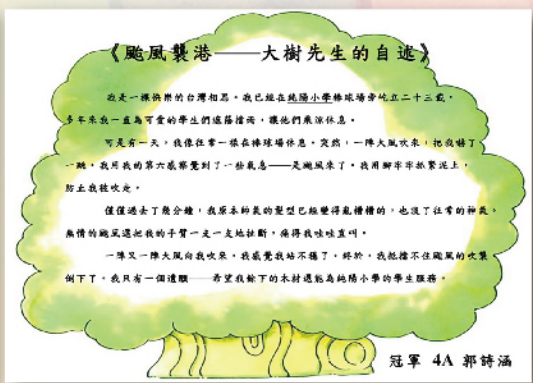 《颱風襲港——大樹先生的自述》
我是一棵快樂的台灣相思。我已經在純陽小學棒球場旁屹立二十三載，
多年來我一直為可愛的學生們遮蔭擋雨，讓他們乘涼休息。
可是有一天，我像往常一樣在棒球場休息。突然，一陣大風吹來，把我嚇了
一跳。我用我的第六感察覺到了一些氣息——是颱風來了。我用腳牢牢抓緊泥土，
防止我被吹走。
僅僅過去了幾分鐘，我原本帥氣的髮型已經變得亂糟糟的，也沒了往常的神氣。
無情的颱風還把我的手臂一支一支地扯斷，痛得我哇哇直叫。
一陣又一陣大風向我吹來。我感覺我站不穩了。終於，我抵擋不住颱風的吹襲
倒下了。我只有一個遺願——希望我餘下的木材還能為純陽小學的學生服務。
冠軍 4A 郭詩涵